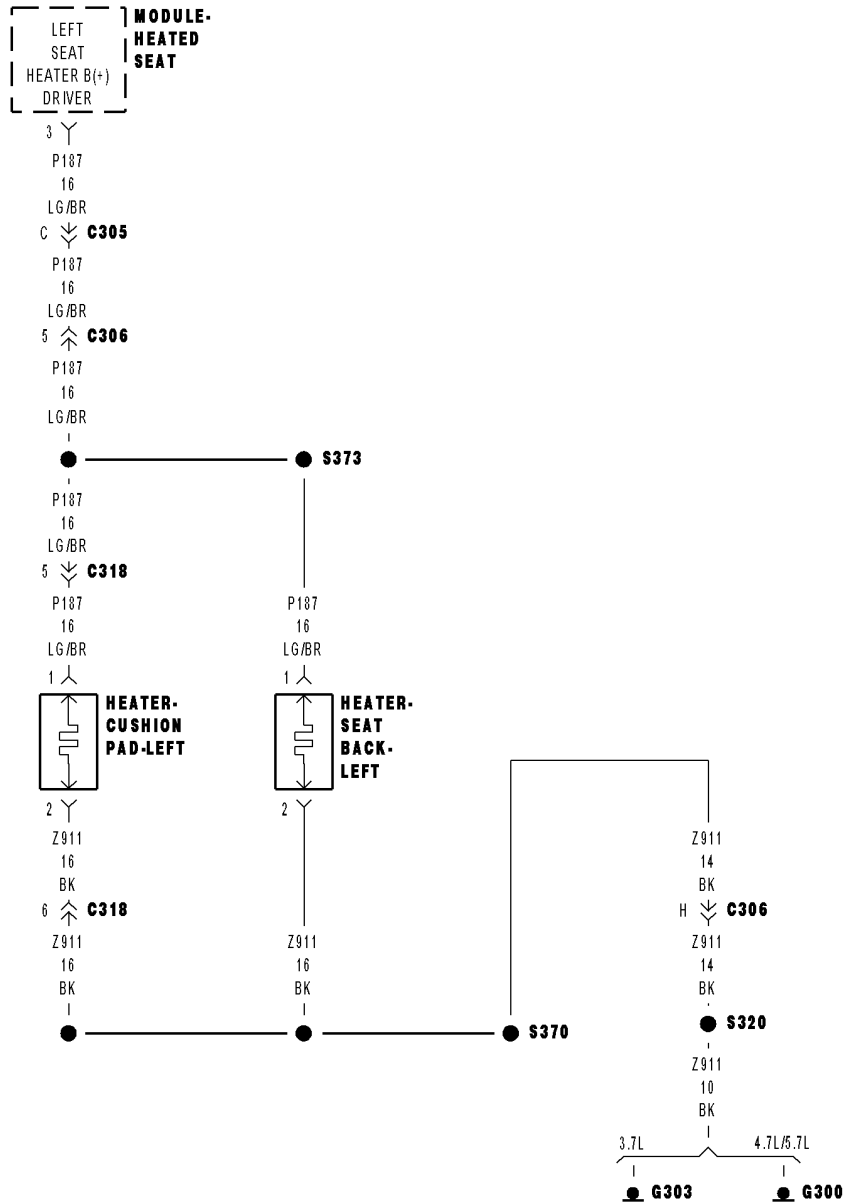 MODULE-
HEATED
SEAT
LEFT
SEAT
HEATER B(+)
DRIVER
3
P187
16
LG/BR
C C305
P187
16
LG/BR
5 C306
P187
16
LG/BR
S373
P187
16
LG/BR
5 C318
P187
16
LG/BR
1
HEATER-
CUSHION
PAD-LEFT
2
P187
16
LG/BR
1
HEATER-
SEAT
BACK-
LEFT
2
Z911
16
BK
6 C318
Z911
16
BK
Z911
16
BK
S370
Z911
14
BK
H C306
Z911
14
BK
S320
Z911
10
BK
3.7L 4.7L/5.7L
G303 G300